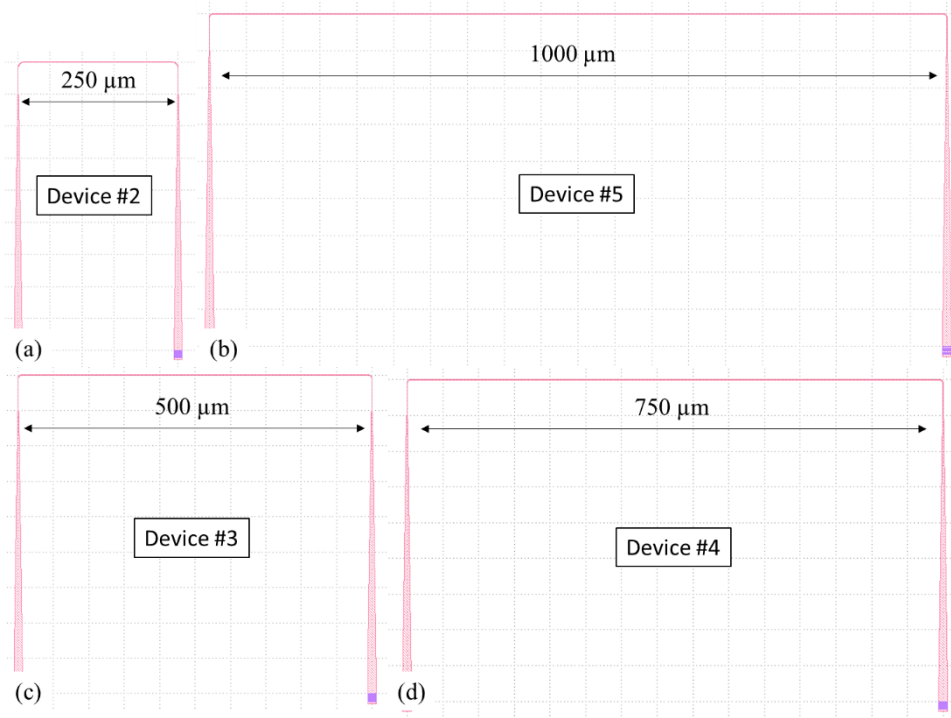 250 µm
Device #2
(a)
1000 µm
Device #5
(b)
500 µm
Device #3
(c)
750 µm
Device #4
(d)